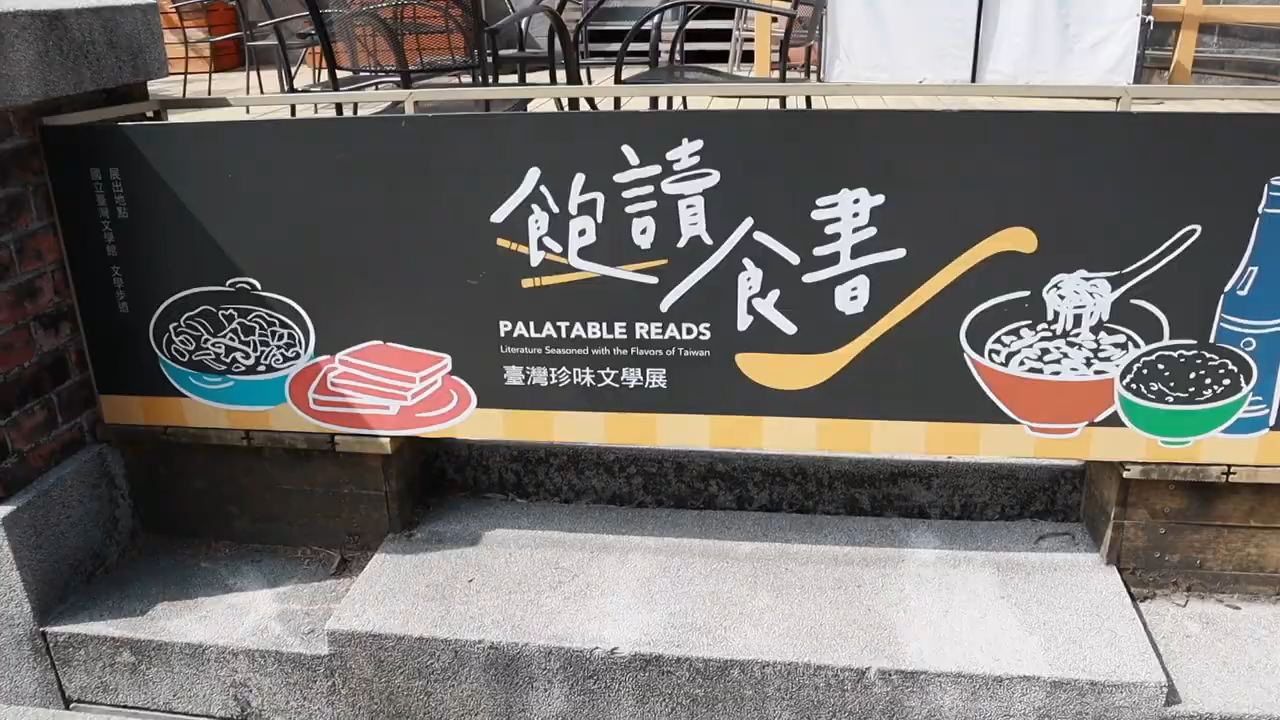 展出地點
國立臺灣文學館 文學步道
飽讀
食書
PALATABLE READS
Literature Seasoned with the Flavors of Taiwan
臺灣珍味文學展